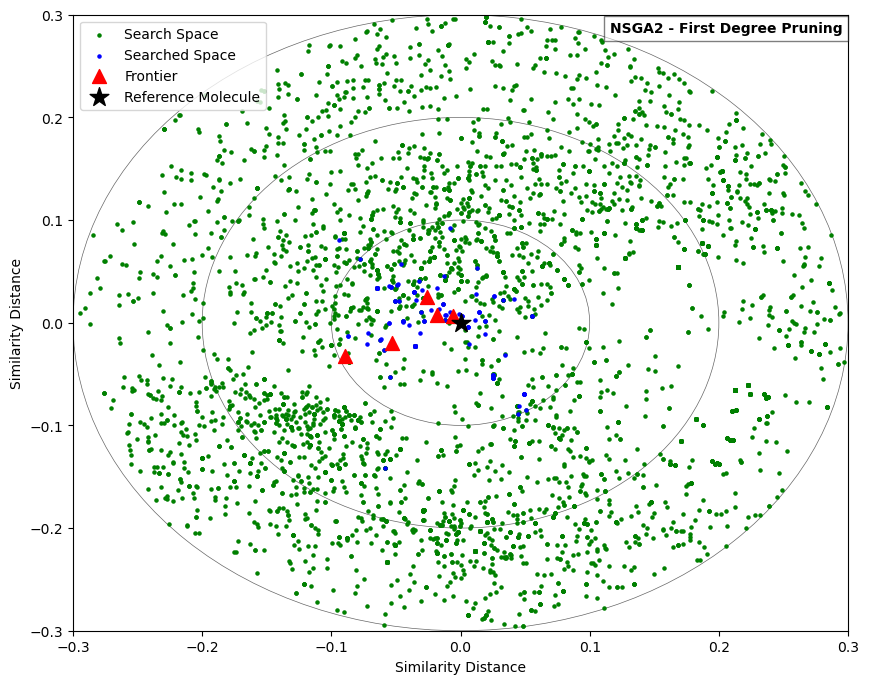 NSGA2 - First Degree Pruning
Search Space
Searched Space
Frontier
Reference Molecule
Similarity Distance
0.3
0.2
0.1
0.0
−0.1
−0.2
−0.3
−0.3
−0.2
−0.1
0.0
0.1
0.2
0.3
Similarity Distance